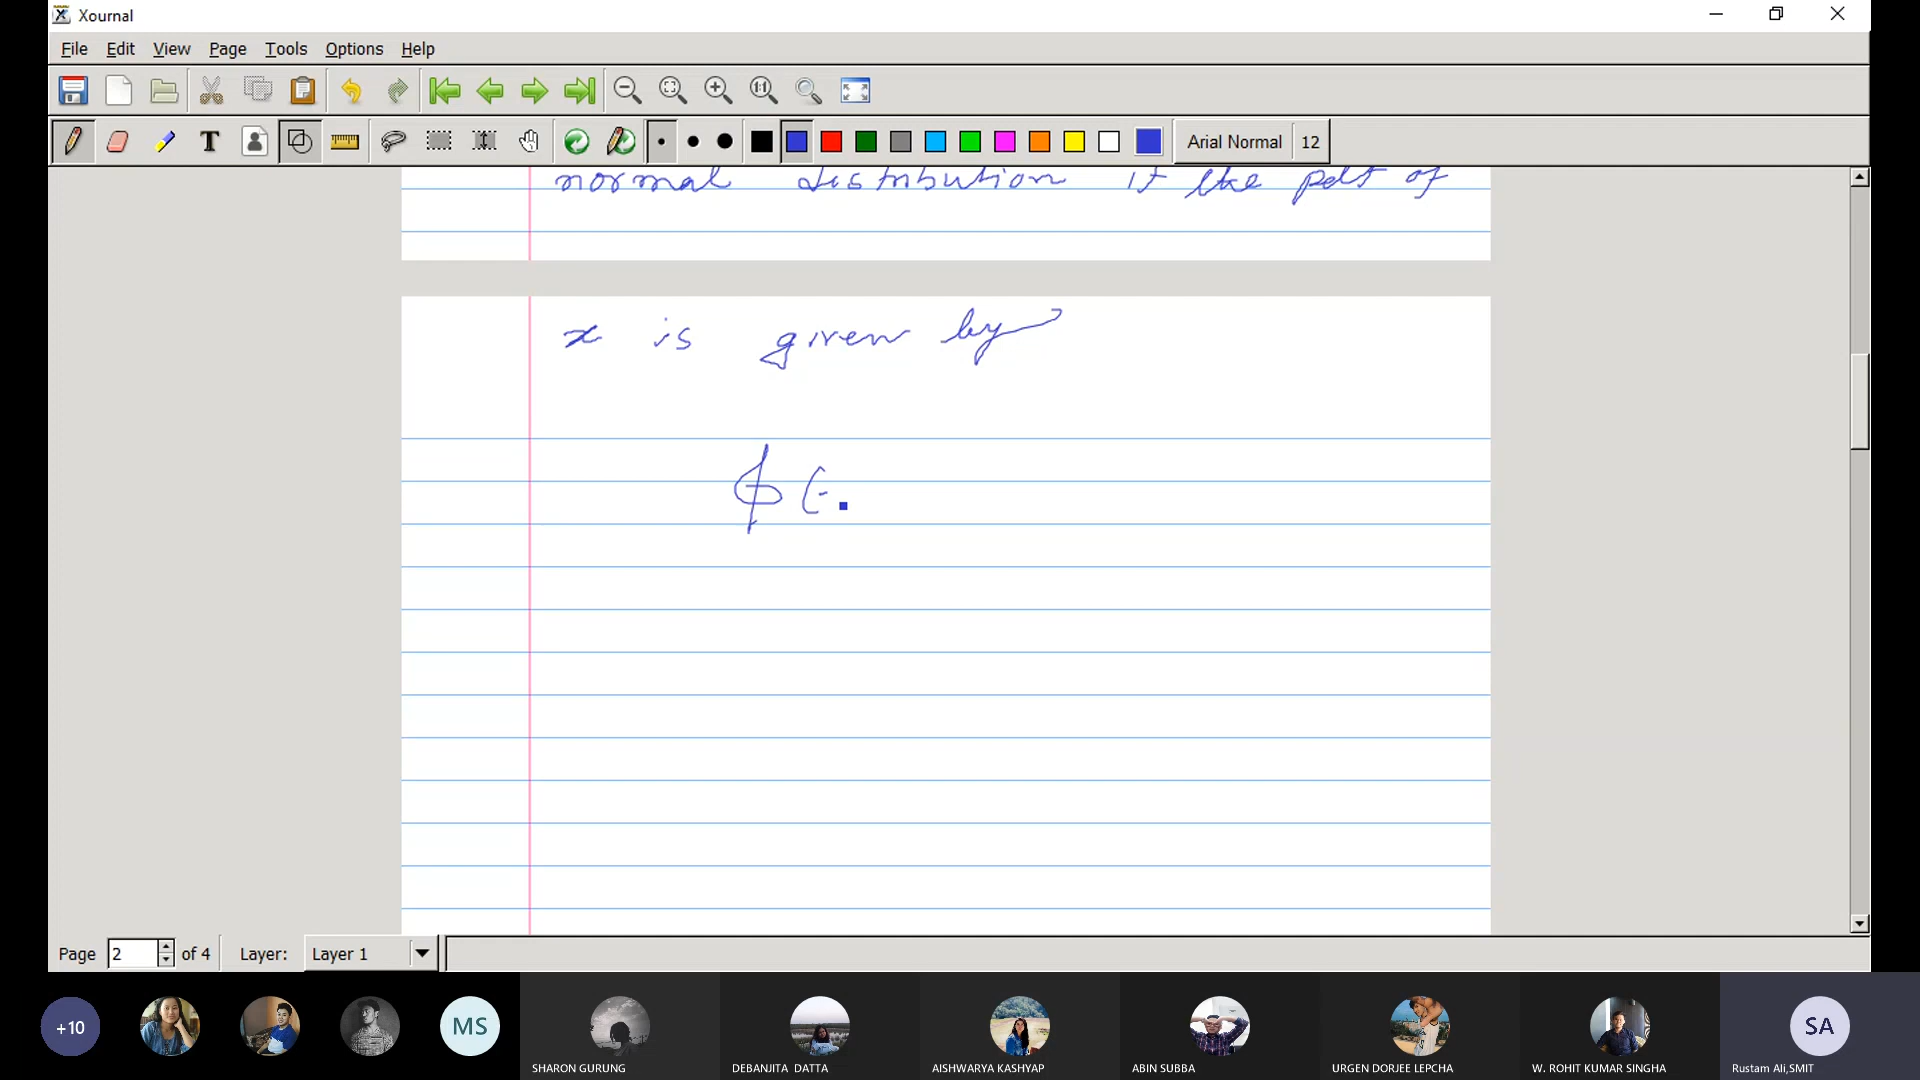 Xournal
File Edit View Page Tools Options Help
Arial Normal 12
normal distribution if the pdf of
x is given by
ϕ (
Page 2 of 4 Layer: Layer 1
+10 MS SA
SHARON GURUNG DEBANJITA DATTA AISHWARYA KASHYAP ABIN SUBBA URGEN DORJEE LEPCHA W. ROHIT KUMAR SINGHA Rustam Ali,SMIT